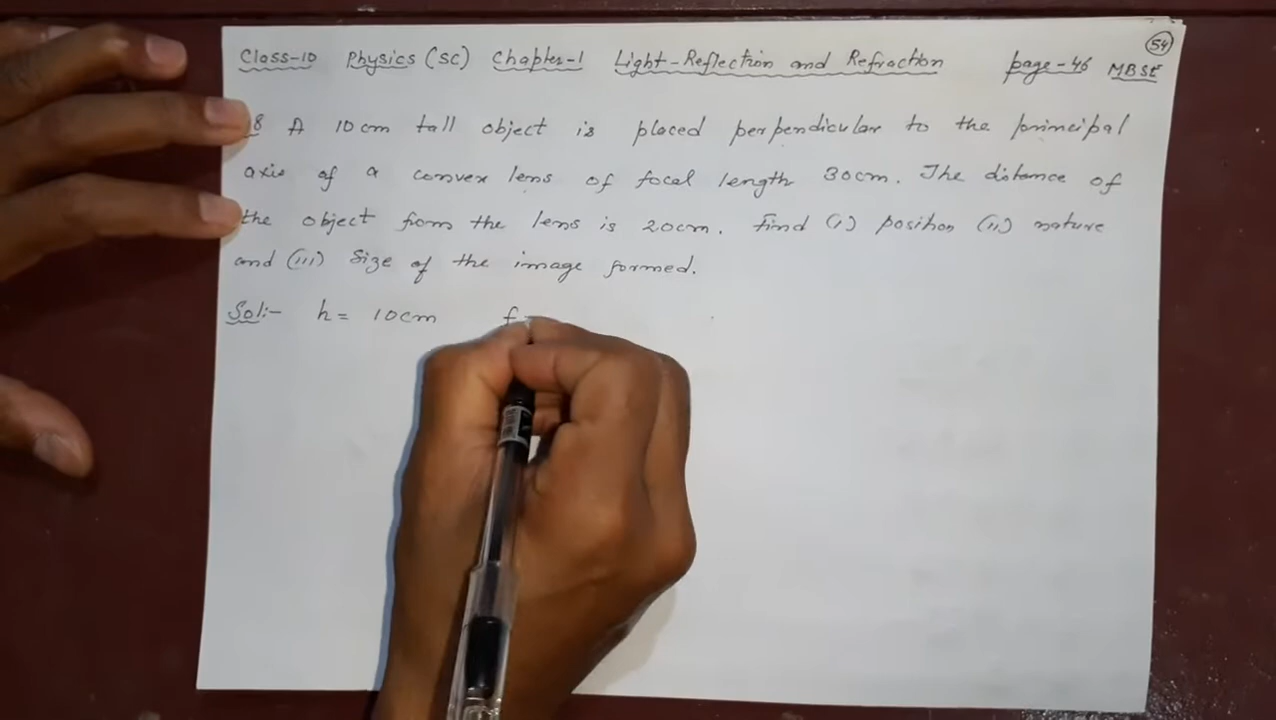 54
Class-10 Physics (SC) Chapter-1 Light-Reflection and Refraction page-46 MBSE
8 A 10cm tall object is placed perpendicular to the principal
axis of a convex lens of focal length 30cm. The distance of
the object from the lens is 20cm. Find (i) position (ii) nature
and (iii) Size of the image formed.
Sol:- h = 10cm f